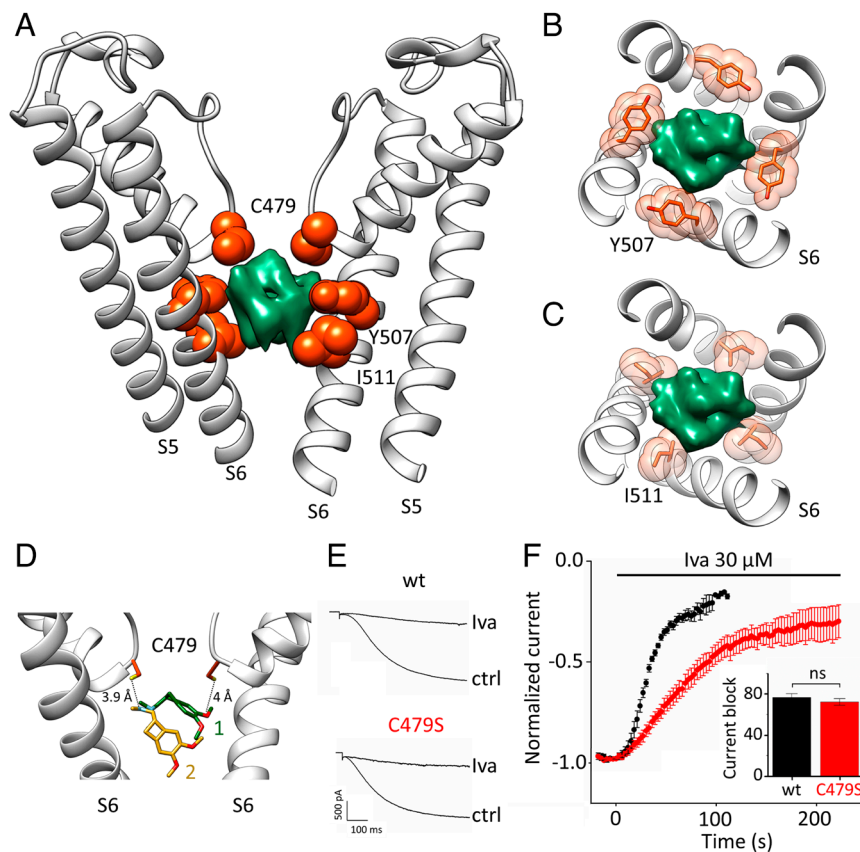 A
C479
Y507
I511
S5
S6
S6
S5
B
Y507
S6
C
I511
S6
D
C479
3.9 Å
4 Å
1
2
S6
S6
E
wt
Iva
ctrl
C479S
Iva
ctrl
500 pA
100 ms
F
Iva 30 µM
0.0
-0.5
-1.0
Normalized current
0
100
200
Time (s)
ns
80
40
0
Current block
wt
C479S